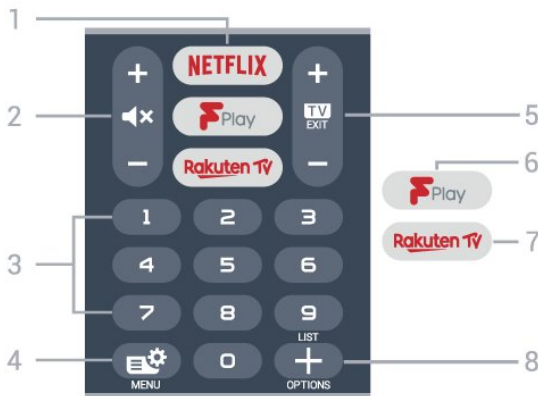 1
NETFLIX
+ +
2
Play
TV
EXIT
5
− −
Rakuten TV
6
Play
1 2 3
Rakuten TV
7
3
4 5 6
7 8 9
LIST
4
0
+
8
MENU
OPTIONS